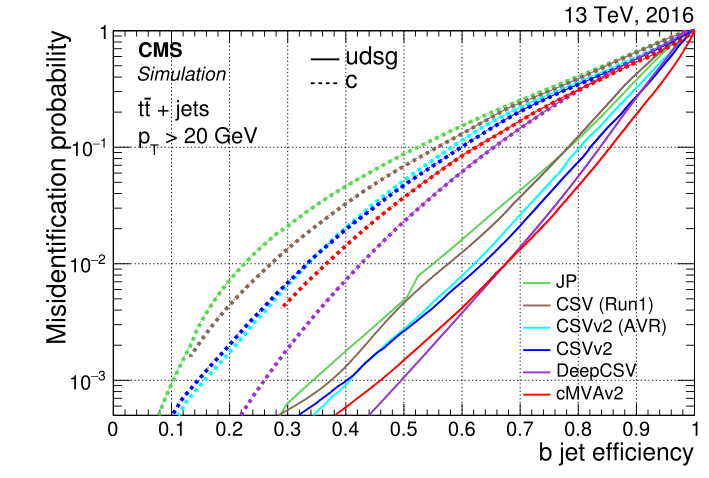 13 TeV, 2016
CMS
Simulation
tt̄ + jets
p_T > 20 GeV
udsg
c
Misidentification probability
1
10⁻¹
10⁻²
10⁻³
JP
CSV (Run1)
CSVv2 (AVR)
CSVv2
DeepCSV
cMVAv2
0 0.1 0.2 0.3 0.4 0.5 0.6 0.7 0.8 0.9 1
b jet efficiency